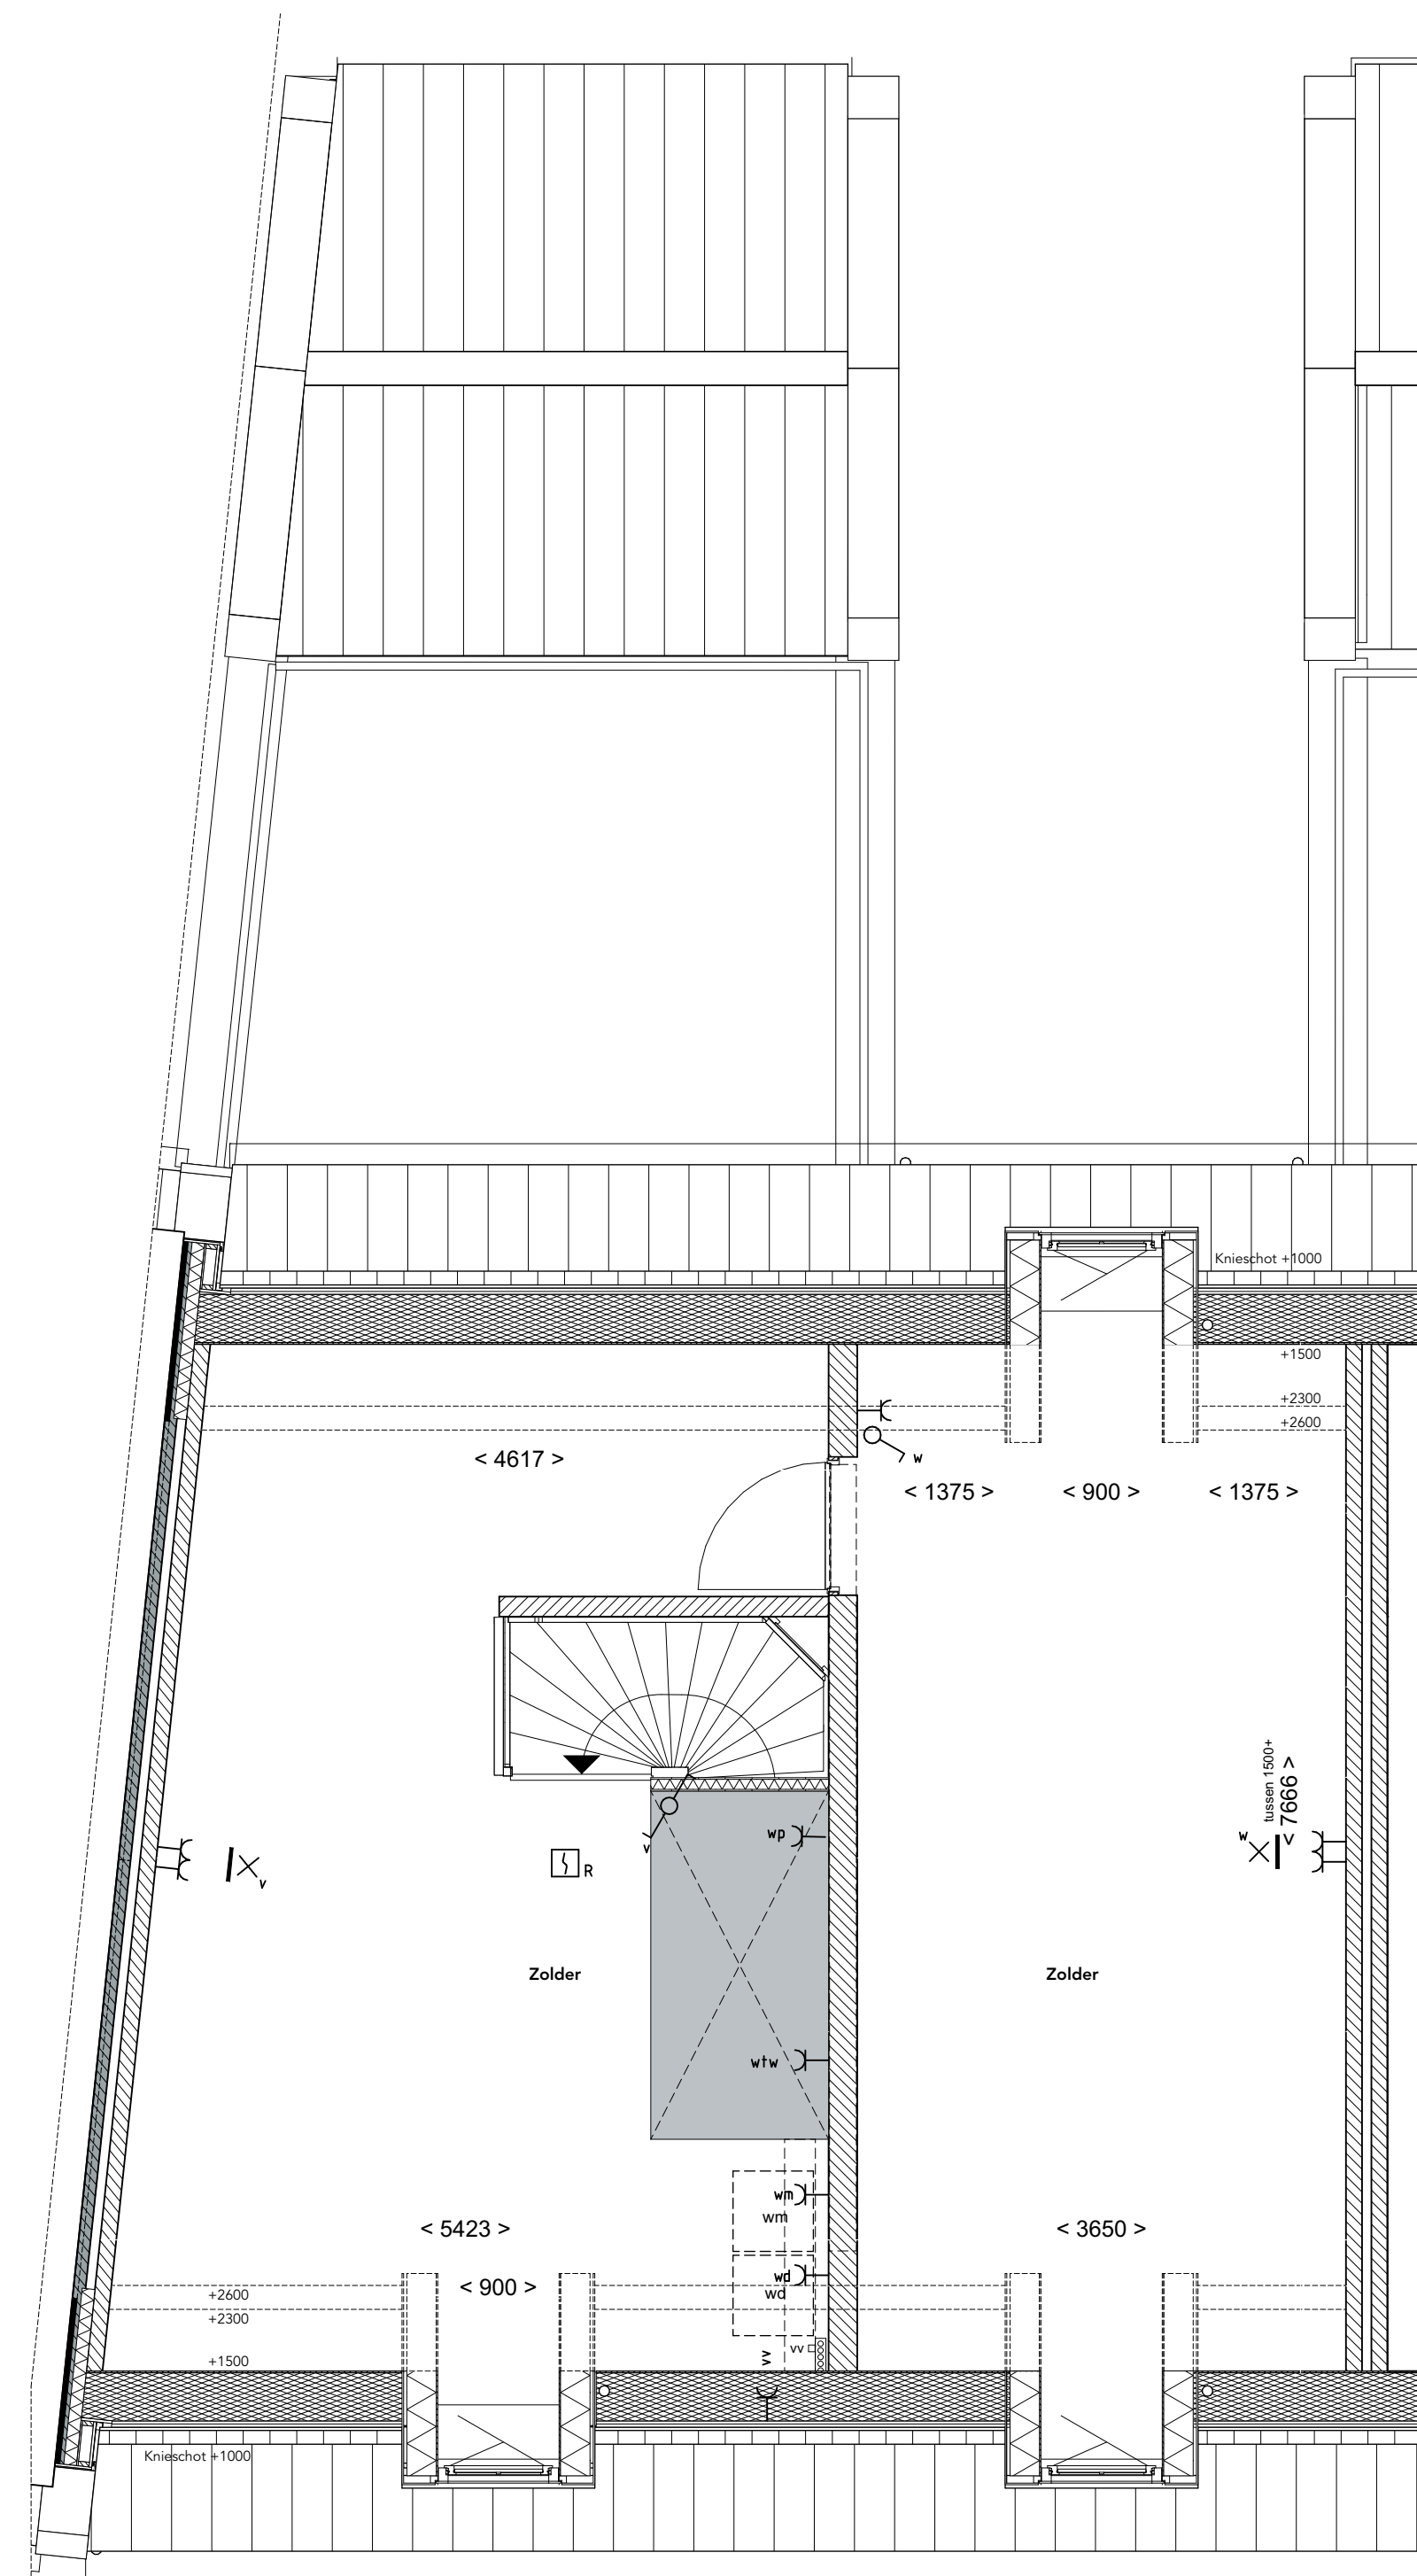 Knieschot +1000
+1500
+2300
+2600
< 4617 >
w
< 1375 > < 900 > < 1375 >
tussen 1500+
< 7666 >
wp
w
v
R
v
Zolder Zolder
wtw
wm
wm
< 5423 > < 3650 >
wd
< 900 >
wd
+2600
+2300
vv
vv
+1500
Knieschot +1000